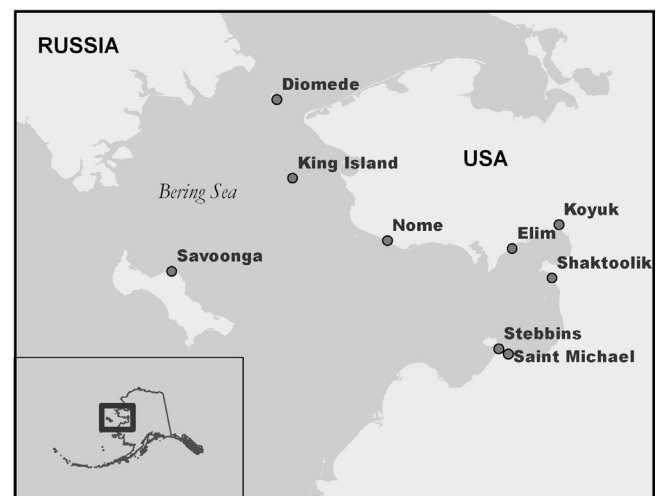 RUSSIA
Diomede
King Island
USA
Bering Sea
Koyuk
Nome
Elim
Savoonga
Shaktoolik
Stebbins
Saint Michael